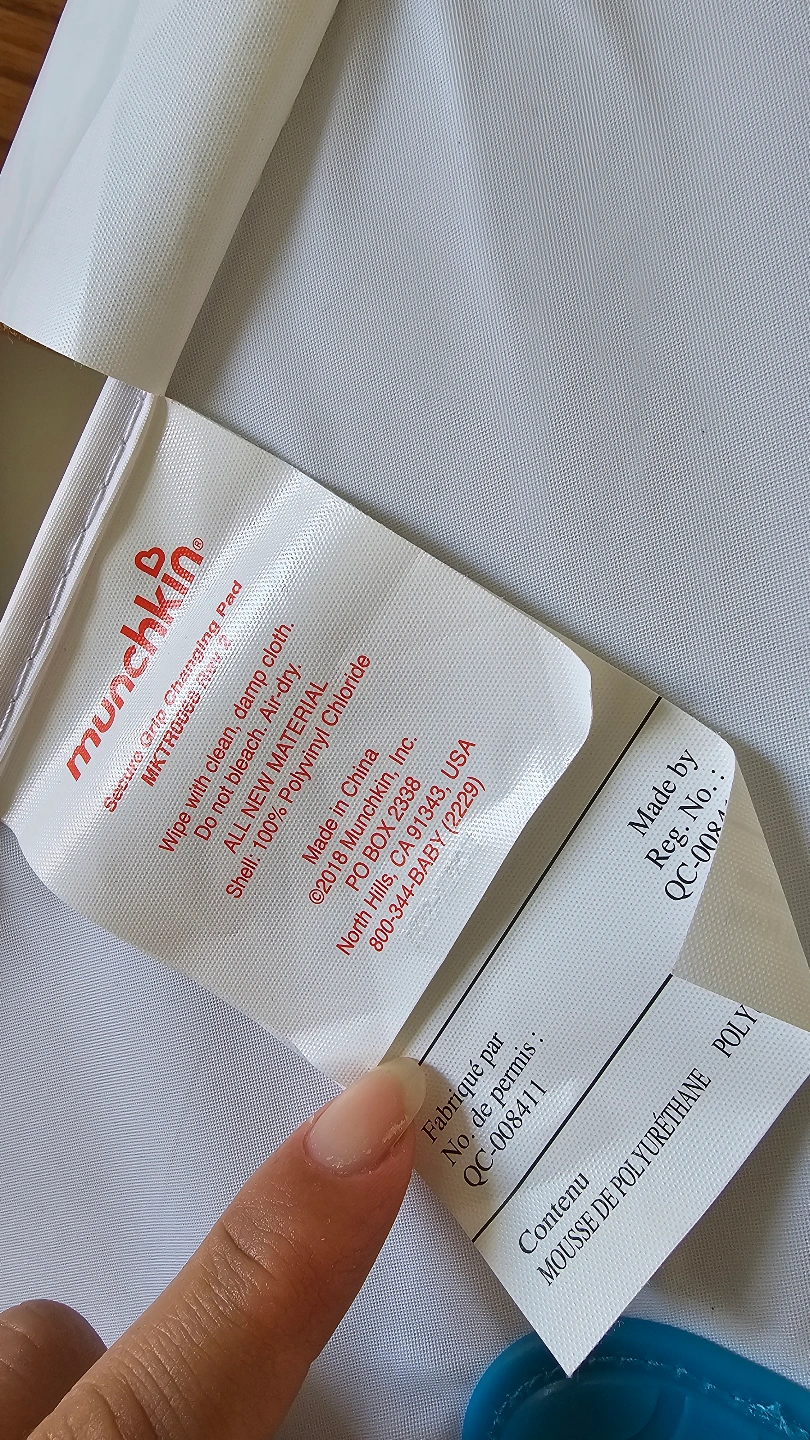 munchkin®
Secure Grip Changing Pad
Wipe with clean, damp cloth.
Do not bleach. Air-dry.
ALL NEW MATERIAL
Shell: 100% Polyvinyl Chloride
Made in China
©2018 Munchkin, Inc.
PO BOX 2338
North Hills, CA 91343, USA
800-344-BABY (2229)
Made by
Reg. No. :
Fabriqué par
No. de permis :
QC-008411
Contenu
MOUSSE DE POLYURÉTHANE